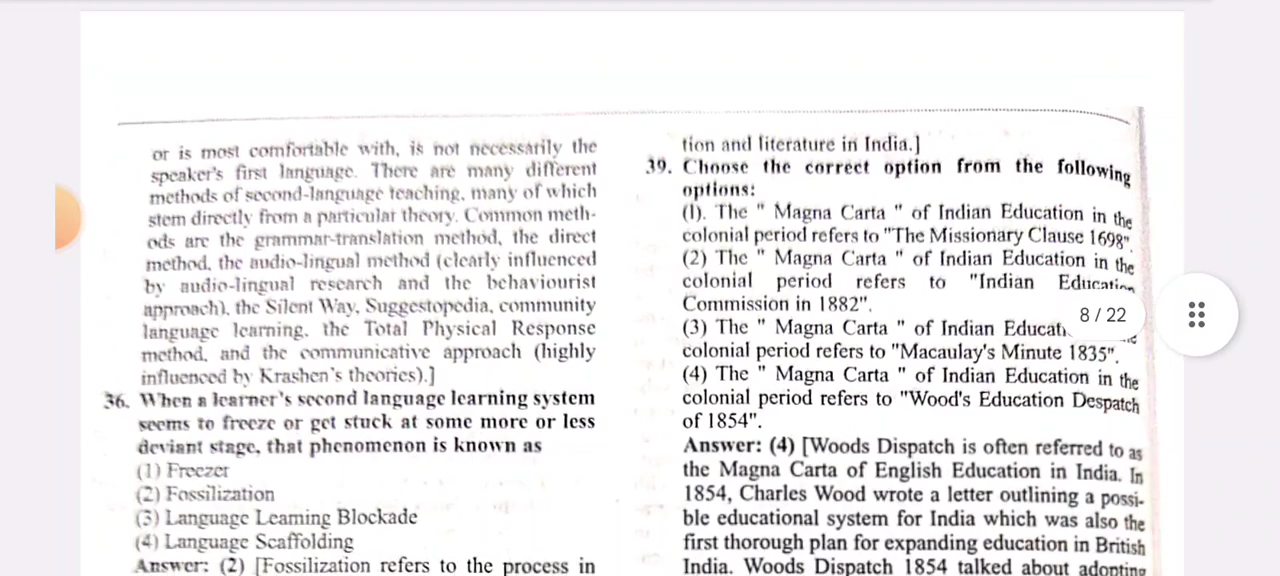 or is most comfortable with, is not necessarily the
speaker's first language. There are many different
methods of second-language teaching, many of which
stem directly from a particular theory. Common meth-
ods are the grammar-translation method, the direct
method, the audio-lingual method (clearly influenced
by audio-lingual research and the behaviourist
approach), the Silent Way, Suggestopedia, community
language learning, the Total Physical Response
method, and the communicative approach (highly
influenced by Krashen's theories).]
36. When a learner's second language learning system
seems to freeze or get stuck at some more or less
deviant stage, that phenomenon is known as
(1) Freezer
(2) Fossilization
(3) Language Leaming Blockade
(4) Language Scaffolding
Answer: (2) [Fossilization refers to the process in
tion and literature in India.]
39. Choose the correct option from the following
options:
(1). The " Magna Carta " of Indian Education in the
colonial period refers to "The Missionary Clause 1698".
(2) The " Magna Carta " of Indian Education in the
colonial period refers to "Indian Education
Commission in 1882".
(3) The " Magna Carta " of Indian
colonial period refers to "Macaulay's Minute 1835".
(4) The " Magna Carta " of Indian Education in the
colonial period refers to "Wood's Education Despatch
of 1854".
Answer: (4) [Woods Dispatch is often referred to as
the Magna Carta of English Education in India. In
1854, Charles Wood wrote a letter outlining a possi-
ble educational system for India which was also the
first thorough plan for expanding education in British
India. Woods Dispatch 1854 talked about adopting
8 / 22